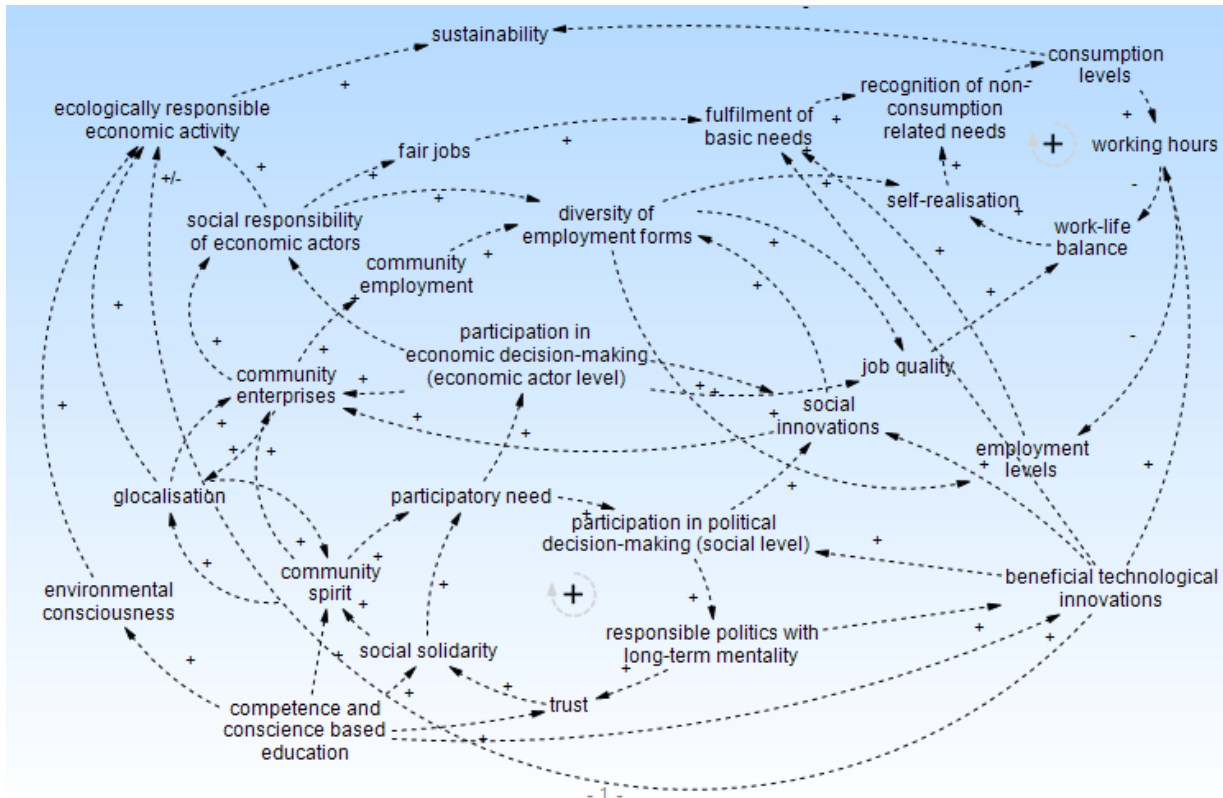 sustainability
consumption
levels
ecologically responsible
economic activity
recognition of non-
consumption
related needs
fulfilment of
basic needs
working hours
fair jobs
self-realisation
social responsibility
of economic actors
diversity of
employment forms
work-life
balance
community
employment
participation in
economic decision-making
(economic actor level)
job quality
community
enterprises
social
innovations
employment
levels
glocalisation
participatory need
participation in political
decision-making (social level)
community
spirit
beneficial technological
innovations
environmental
consciousness
responsible politics with
long-term mentality
social solidarity
trust
competence and
conscience based
education
+/-
- 1 -